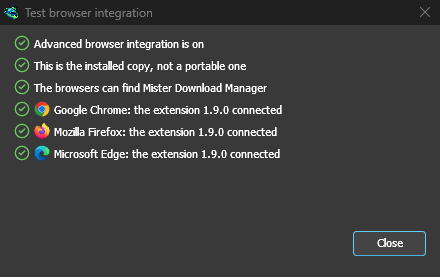 Test browser integration
Advanced browser integration is on
This is the installed copy, not a portable one
The browsers can find Mister Download Manager
Google Chrome: the extension 1.9.0 connected
Mozilla Firefox: the extension 1.9.0 connected
Microsoft Edge: the extension 1.9.0 connected
Close